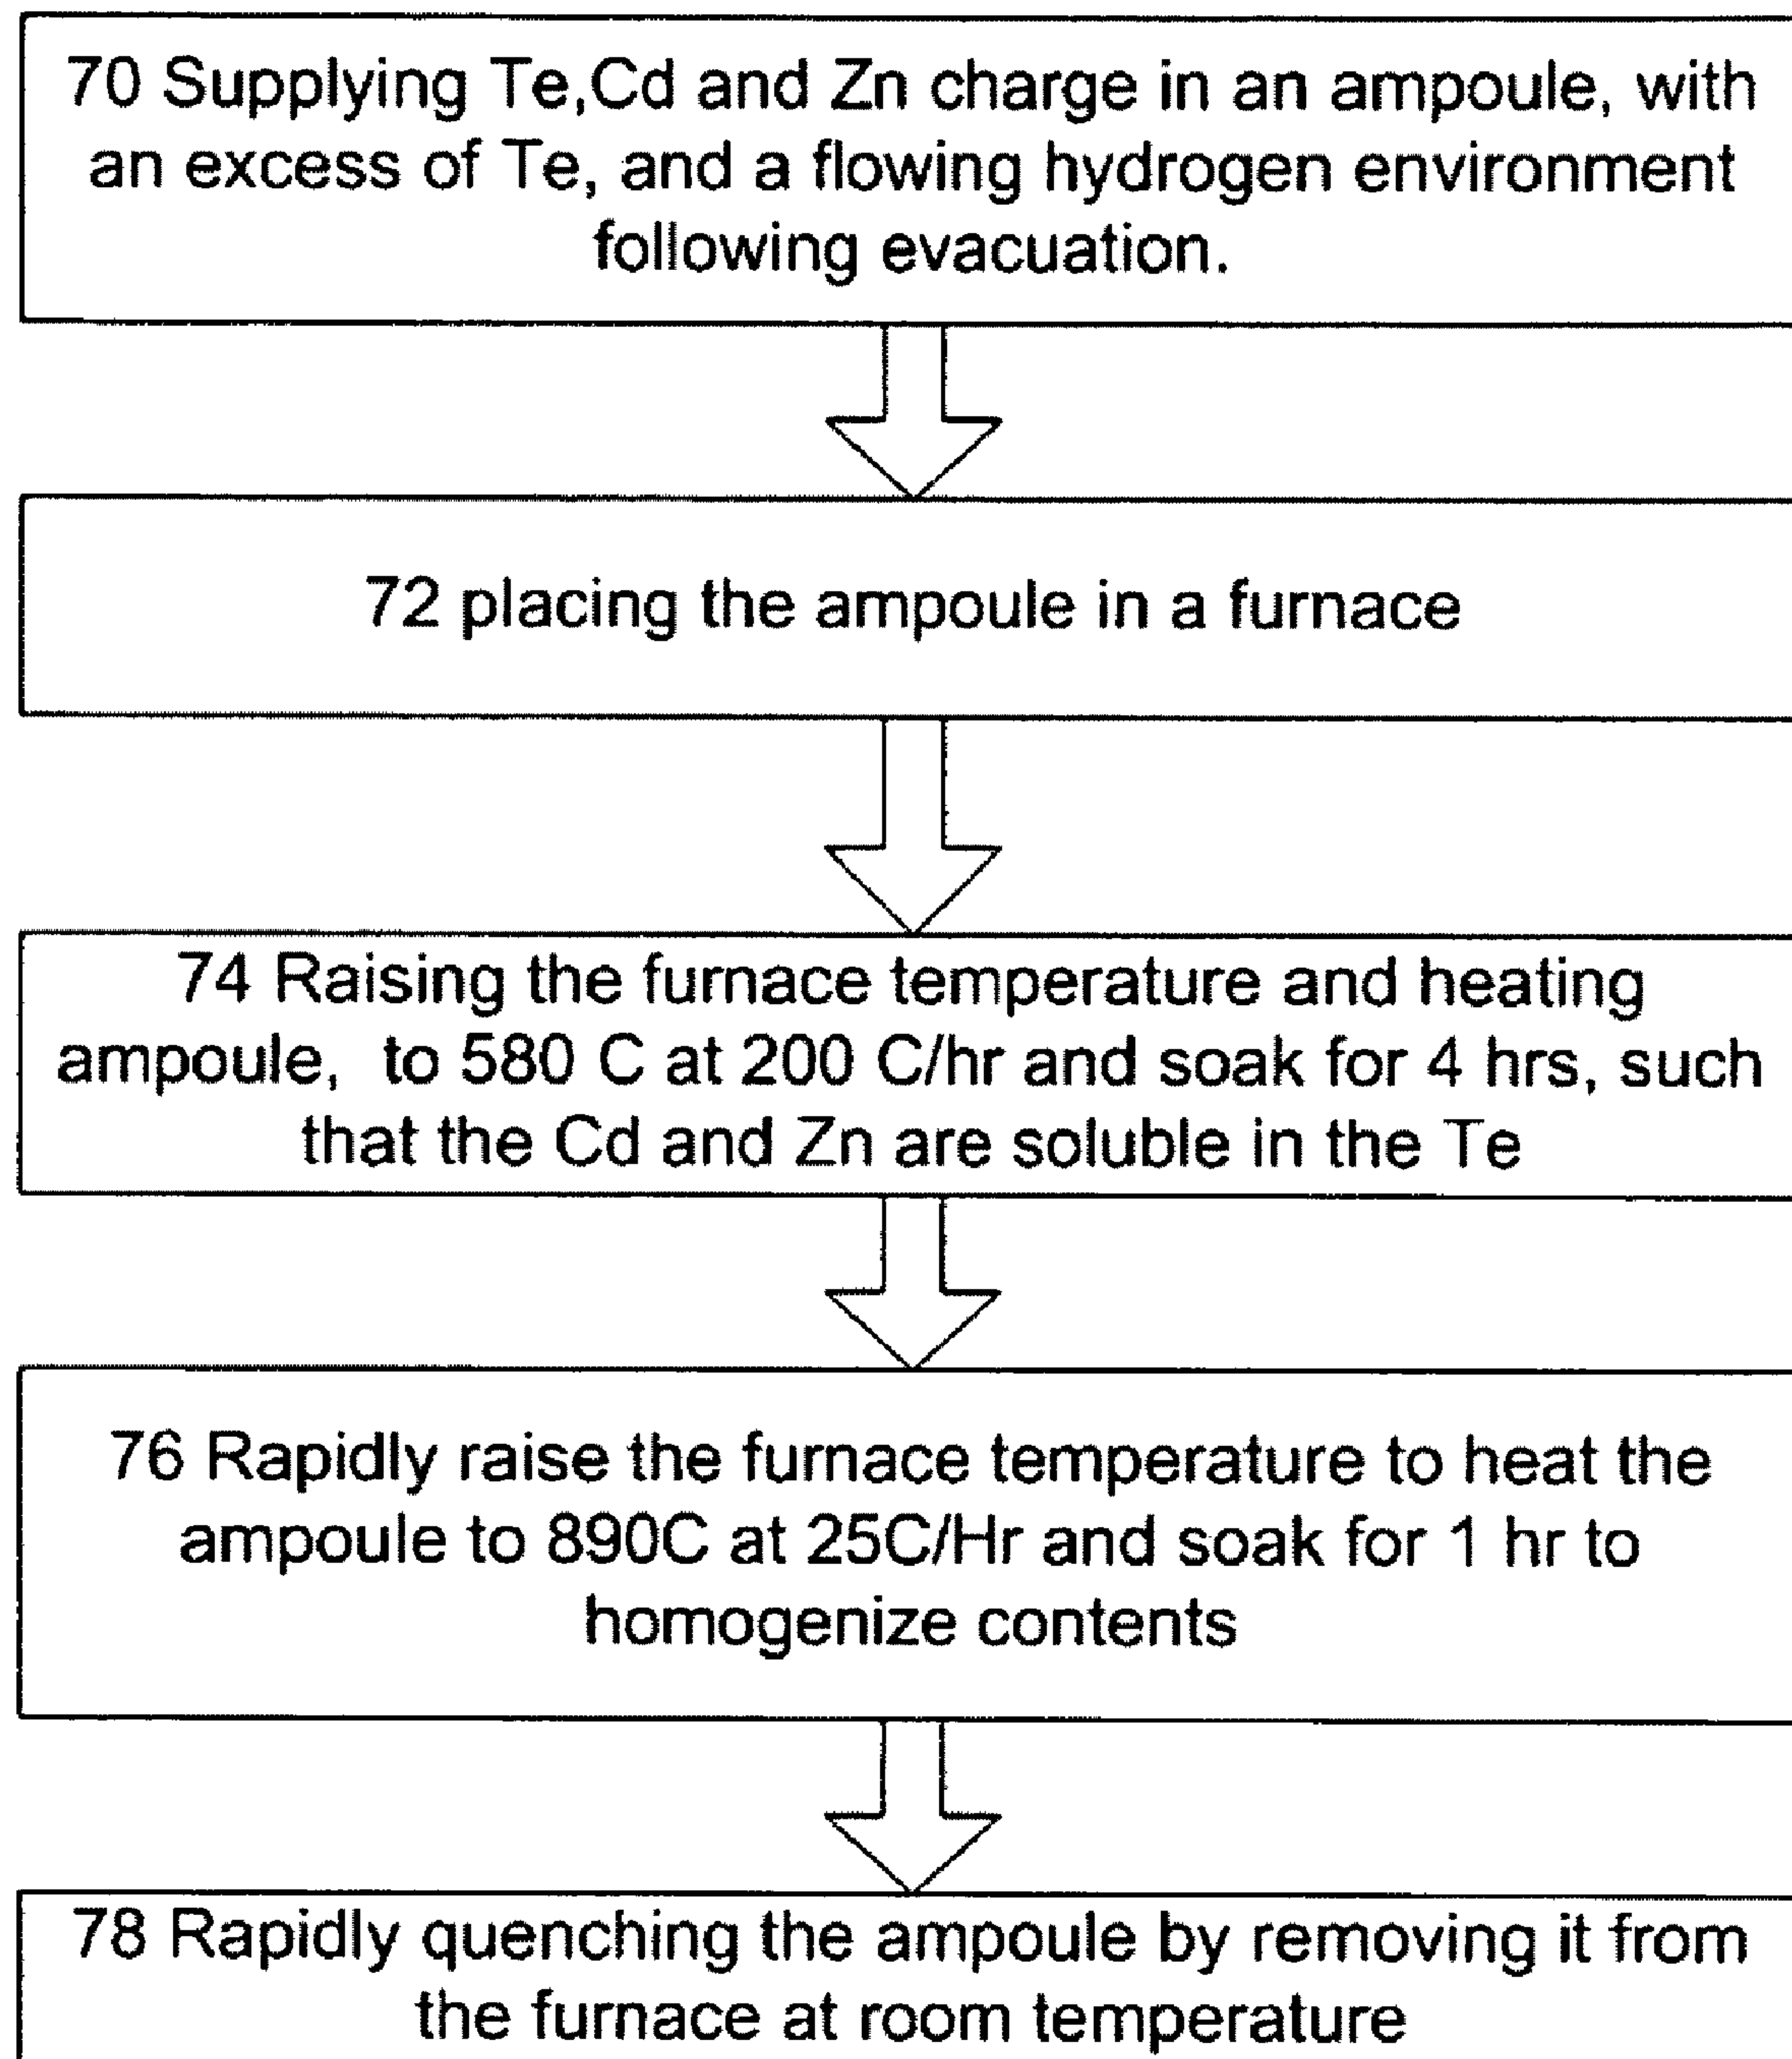 70 Supplying Te,Cd and Zn charge in an ampoule, with
an excess of Te, and a flowing hydrogen environment
following evacuation.
72 placing the ampoule in a furnace
74 Raising the furnace temperature and heating
ampoule, to 580 C at 200 C/hr and soak for 4 hrs, such
that the Cd and Zn are soluble in the Te
76 Rapidly raise the furnace temperature to heat the
ampoule to 890C at 25C/Hr and soak for 1 hr to
homogenize contents
78 Rapidly quenching the ampoule by removing it from
the furnace at room temperature